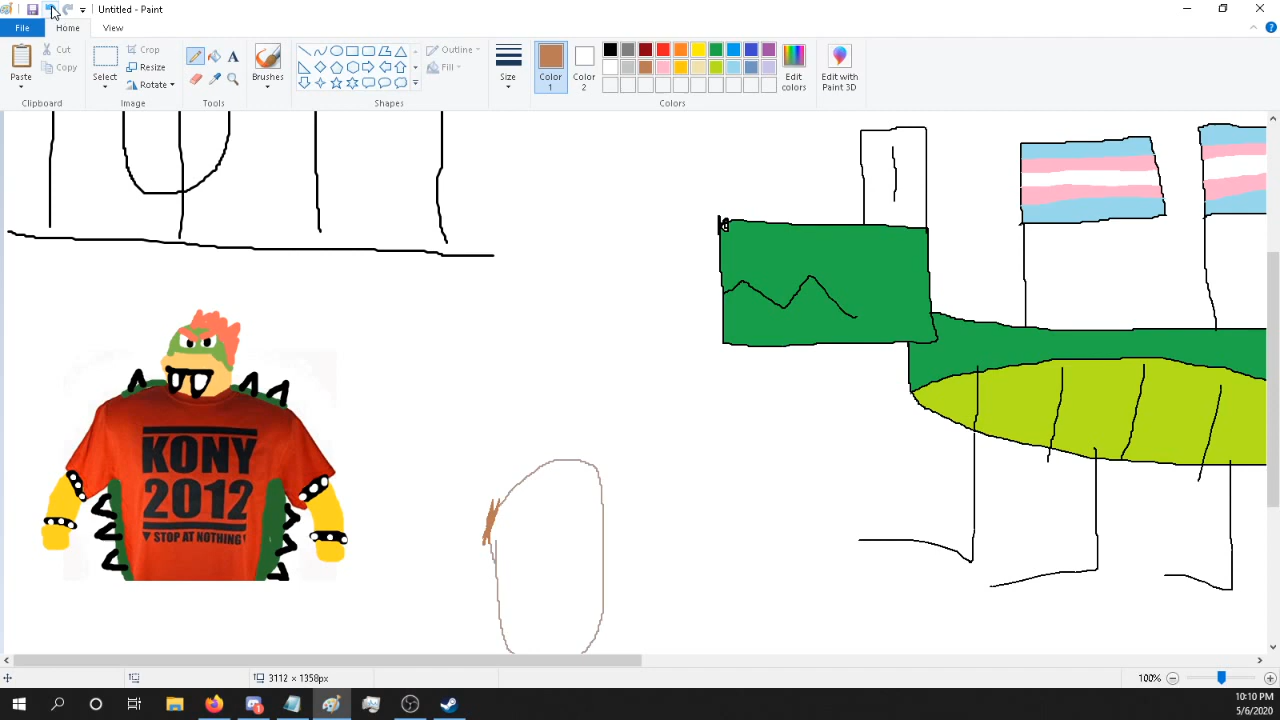 Untitled - Paint
File Home View
Paste
Cut
Copy
Clipboard
Select
Crop
Resize
Rotate
Image
A
Tools
Brushes
Outline
Fill
Shapes
Size
Color 1
Color 2
Edit colors
Edit with Paint 3D
Colors
KONY
2012
STOP AT NOTHING
3112 × 1358px
100%
10:10 PM
5/6/2020